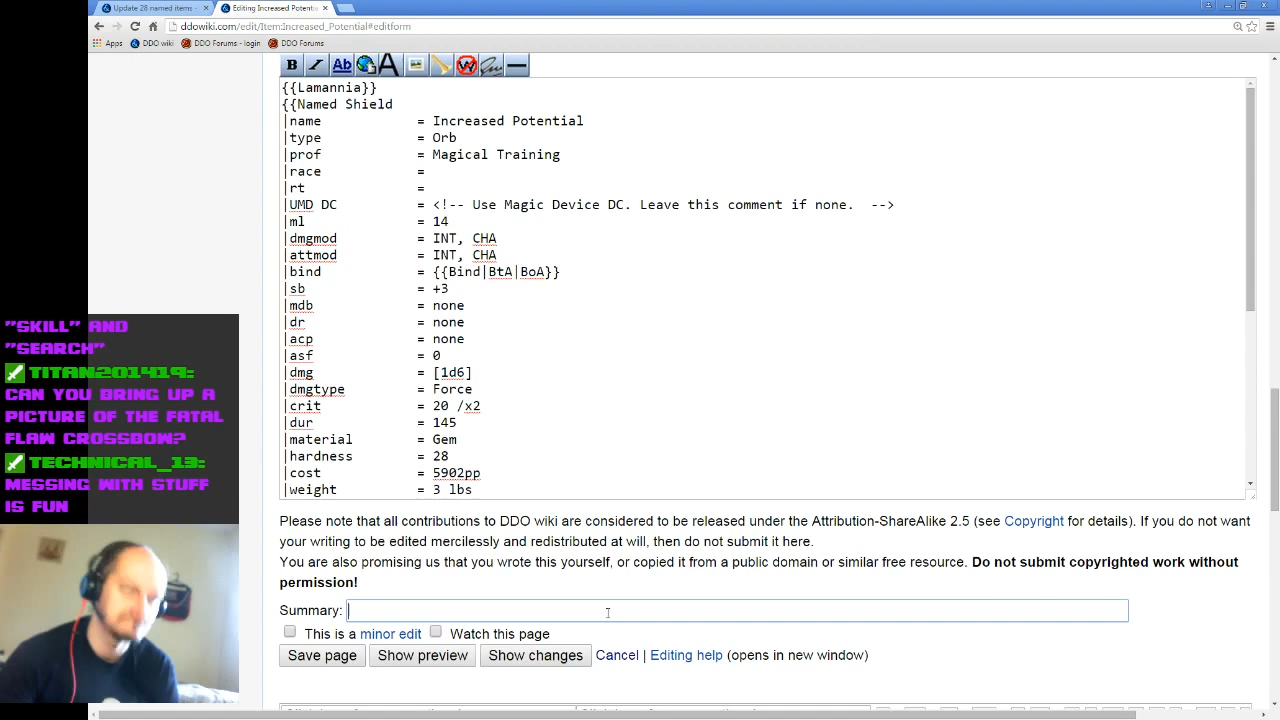 Update 28 named items - ×
Editing Increased Potenti ×
ddowiki.com/edit/Item:Increased_Potential#editform
Apps DDO wiki DDO Forums - login DDO Forums
{{Lamannia}}
{{Named Shield
|name = Increased Potential
|type = Orb
|prof = Magical Training
|race =
|rt =
|UMD DC = <!-- Use Magic Device DC. Leave this comment if none. -->
|ml = 14
|dmgmod = INT, CHA
|attmod = INT, CHA
|bind = {{Bind|BtA|BoA}}
|sb = +3
|mdb = none
|dr = none
|acp = none
|asf = 0
|dmg = [1d6]
|dmgtype = Force
|crit = 20 /x2
|dur = 145
|material = Gem
|hardness = 28
|cost = 5902pp
|weight = 3 lbs
"SKILL" AND
"SEARCH"
TITAN201419:
CAN YOU BRING UP A
PICTURE OF THE FATAL
FLAW CROSSBOW?
TECHNICAL_13:
MESSING WITH STUFF
IS FUN
Please note that all contributions to DDO wiki are considered to be released under the Attribution-ShareAlike 2.5 (see Copyright for details). If you do not want
your writing to be edited mercilessly and redistributed at will, then do not submit it here.
You are also promising us that you wrote this yourself, or copied it from a public domain or similar free resource. Do not submit copyrighted work without
permission!
Summary:
This is a minor edit Watch this page
Save page Show preview Show changes Cancel | Editing help (opens in new window)